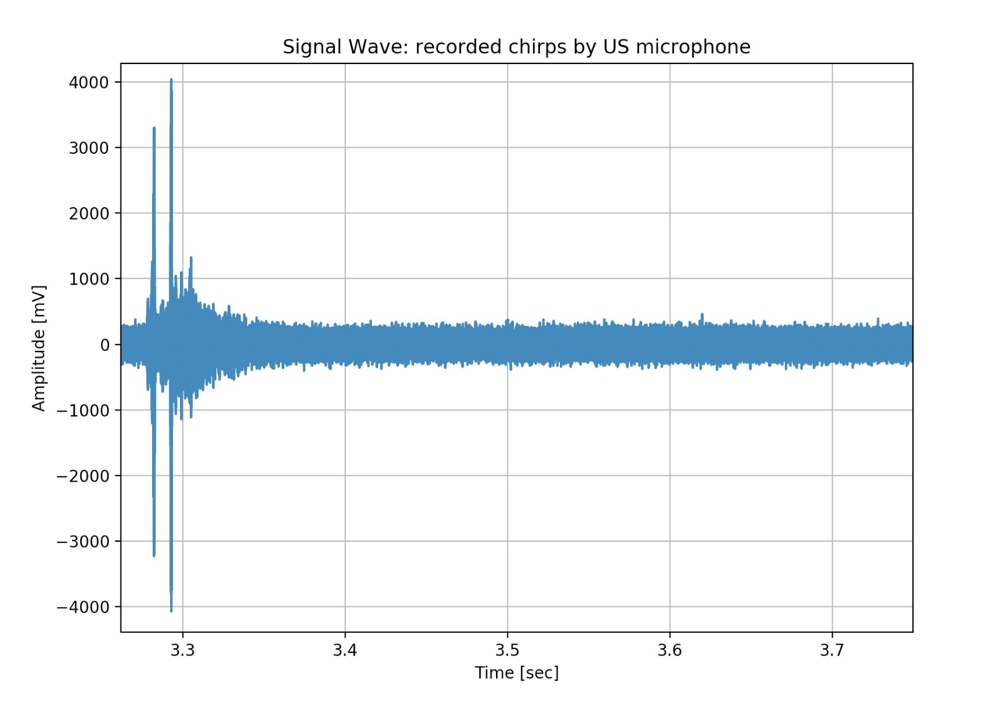 Signal Wave: recorded chirps by US microphone
4000
3000
2000
1000
0
−1000
−2000
−3000
−4000
Amplitude [mV]
3.3 3.4 3.5 3.6 3.7
Time [sec]